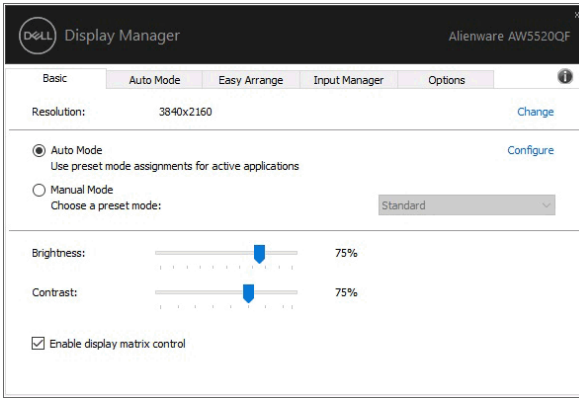 DELL Display Manager
Alienware AW5520QF
Basic Auto Mode Easy Arrange Input Manager Options
Resolution: 3840x2160 Change
Auto Mode Configure
Use preset mode assignments for active applications
Manual Mode
Choose a preset mode: Standard
Brightness: 75%
Contrast: 75%
Enable display matrix control